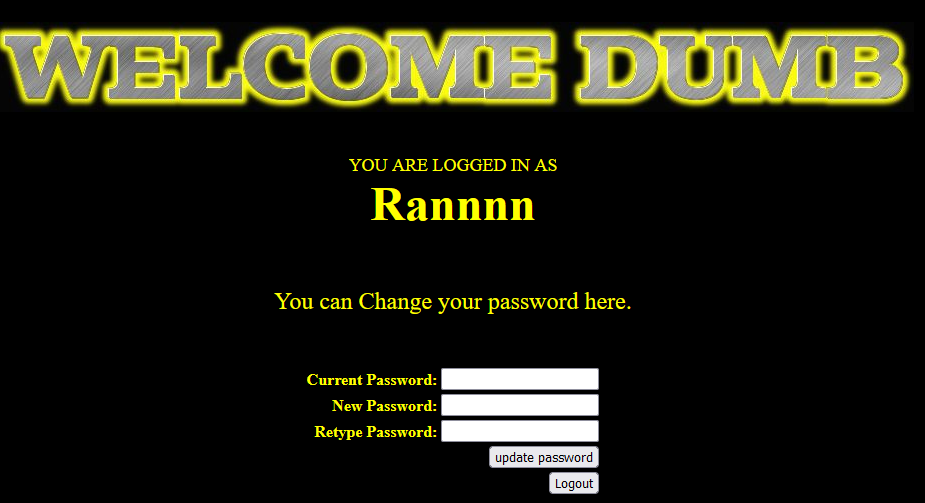 WELCOME DUMB
YOU ARE LOGGED IN AS
Rannnn
You can Change your password here.
Current Password:
New Password:
Retype Password:
update password
Logout